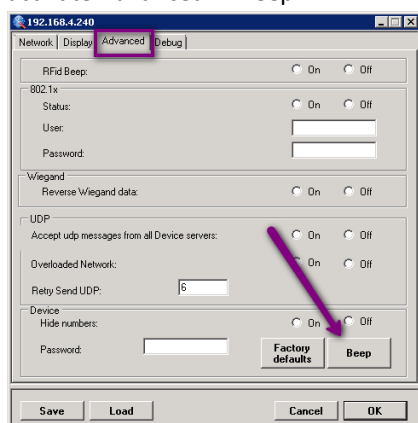 192.168.4.240
Network Display Advanced Debug
RFid Beep: On Off
802.1x
Status: On Off
User:
Password:
Wiegand
Reverse Wiegand data: On Off
UDP
Accept udp messages from all Device servers: On Off
Overloaded Network: On Off
Retry Send UDP: 6
Device
Hide numbers: On Off
Password: Factory defaults Beep
Save Load Cancel OK